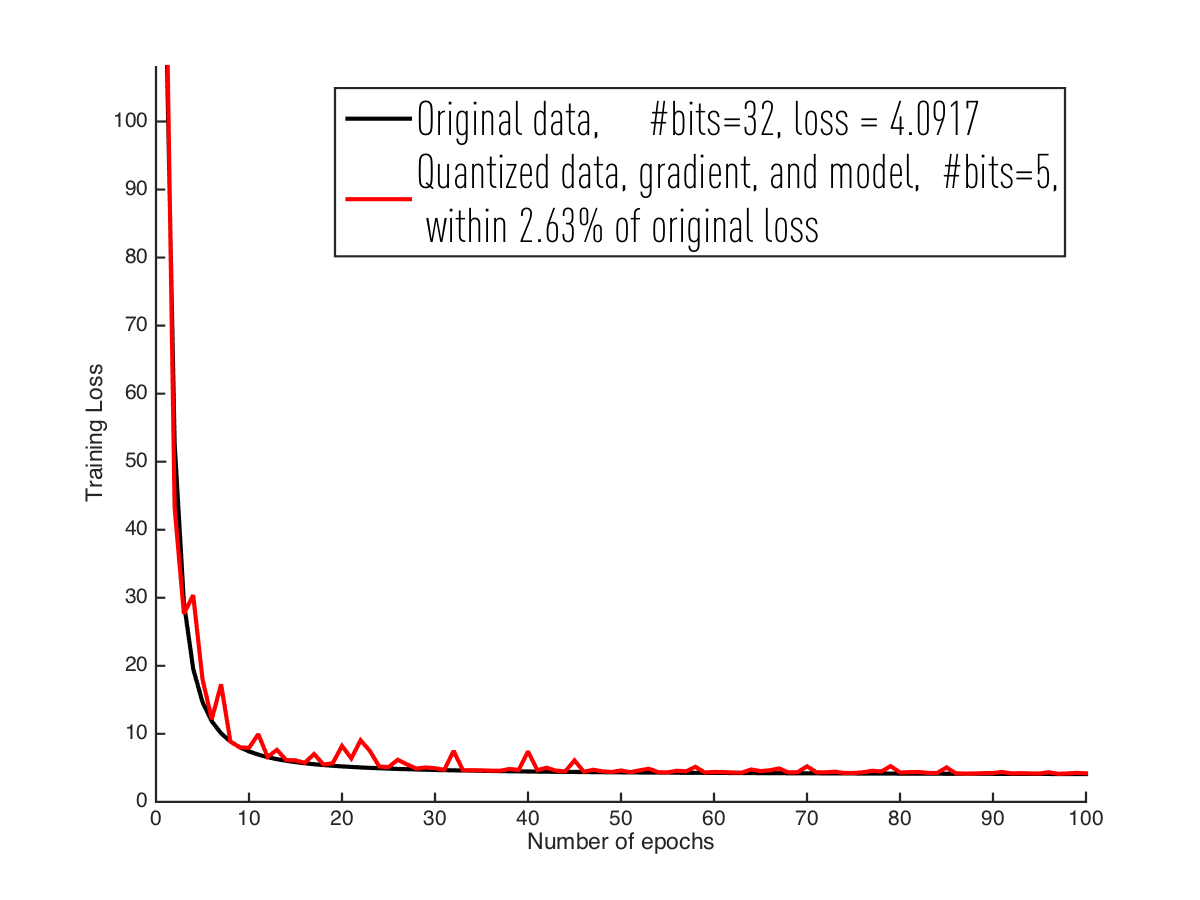 Original data, #bits=32, loss = 4.0917
Quantized data, gradient, and model, #bits=5,
within 2.63% of original loss
100
90
80
70
60
50
40
30
20
10
0
Training Loss
0 10 20 30 40 50 60 70 80 90 100
Number of epochs